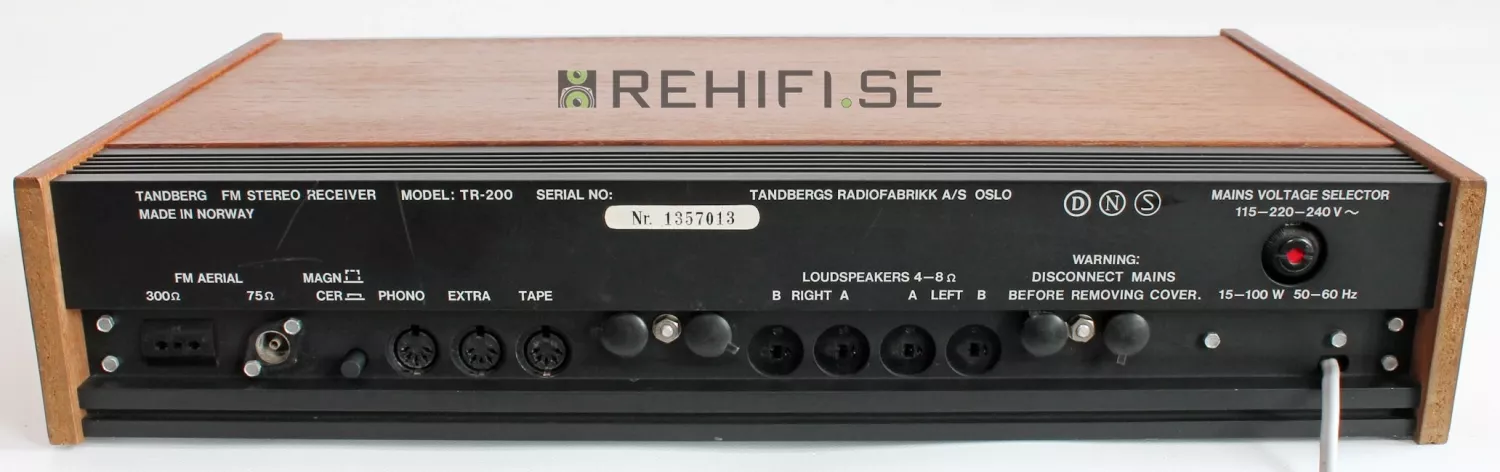 REHIFI.SE
TANDBERG FM STEREO RECEIVER MODEL: TR-200 SERIAL NO: TANDBERGS RADIOFABRIKK A/S OSLO D N S MAINS VOLTAGE SELECTOR
MADE IN NORWAY Nr. 1357013 115–220–240 V ~
WARNING:
FM AERIAL MAGN LOUDSPEAKERS 4–8 Ω DISCONNECT MAINS
300Ω 75Ω CER PHONO EXTRA TAPE B RIGHT A A LEFT B BEFORE REMOVING COVER. 15–100 W 50–60 Hz